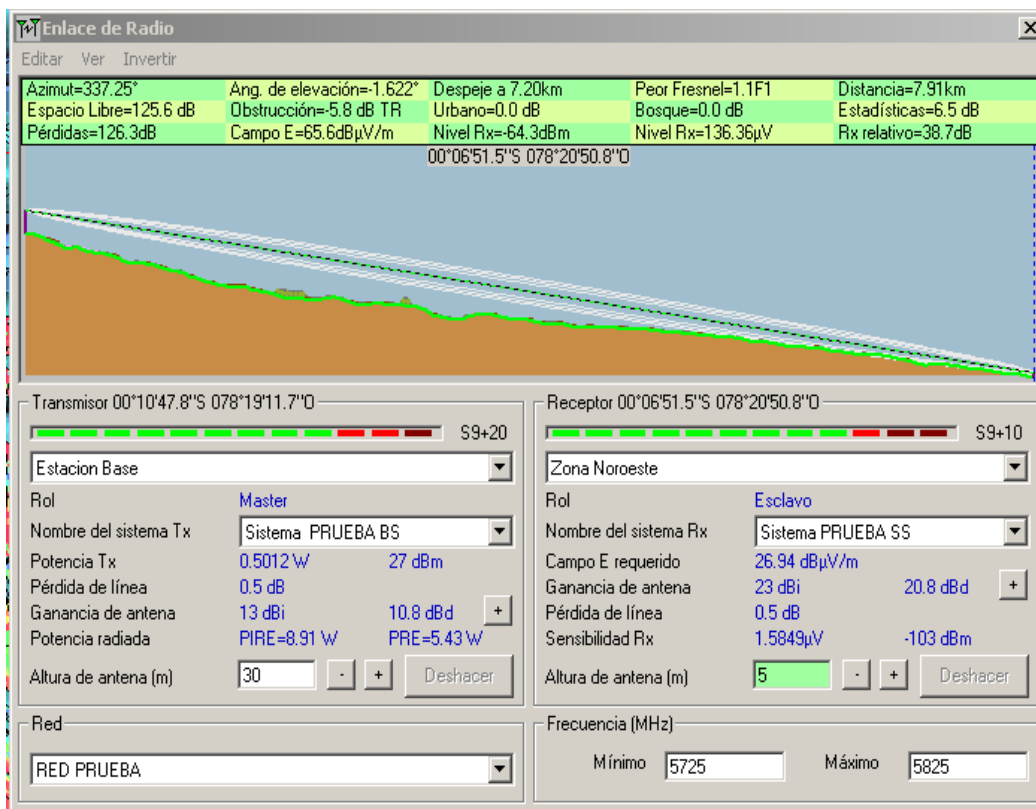 Enlace de Radio
Editar Ver Invertir
Azimut=337.25° Ang. de elevación=-1.622° Despeje a 7.20km Peor Fresnel=1.1F1 Distancia=7.91km
Espacio Libre=125.6 dB Obstrucción=-5.8 dB TR Urbano=0.0 dB Bosque=0.0 dB Estadísticas=6.5 dB
Pérdidas=126.3dB Campo E=65.6dBµV/m Nivel Rx=-64.3dBm Nivel Rx=136.36µV Rx relativo=38.7dB
00°06'51.5"S 078°20'50.8"O
Transmisor 00°10'47.8"S 078°19'11.7"O
S9+20
Estacion Base
Rol Master
Nombre del sistema Tx Sistema PRUEBA BS
Potencia Tx 0.5012 W 27 dBm
Pérdida de línea 0.5 dB
Ganancia de antena 13 dBi 10.8 dBd +
Potencia radiada PIRE=8.91 W PRE=5.43 W
Altura de antena (m) 30 - + Deshacer
Red
RED PRUEBA
Receptor 00°06'51.5"S 078°20'50.8"O
S9+10
Zona Noroeste
Rol Esclavo
Nombre del sistema Rx Sistema PRUEBA SS
Campo E requerido 26.94 dBµV/m
Ganancia de antena 23 dBi 20.8 dBd +
Pérdida de línea 0.5 dB
Sensibilidad Rx 1.5849µV -103 dBm
Altura de antena (m) 5 - + Deshacer
Frecuencia (MHz)
Mínimo 5725 Máximo 5825